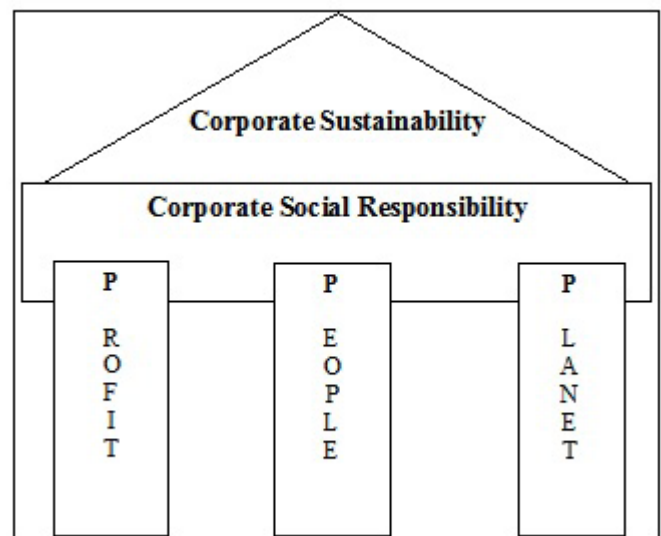 Corporate Sustainability
Corporate Social Responsibility
P
R
O
F
I
T
P
E
O
P
L
E
P
L
A
N
E
T